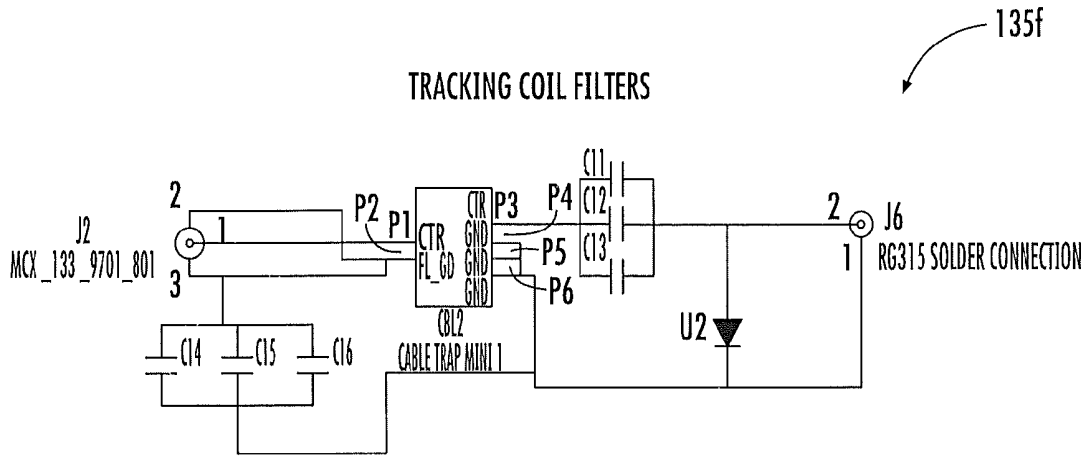 135f
TRACKING COIL FILTERS
J2
MCX_133_9701_801
2
1
3
P2
P1
CTR
FL_GD
CTR
GND
GND
GND
P3
P4
P5
P6
CBL2
CABLE TRAP MINI 1
C11
C12
C13
C14
C15
C16
U2
2
1
J6
RG315 SOLDER CONNECTION